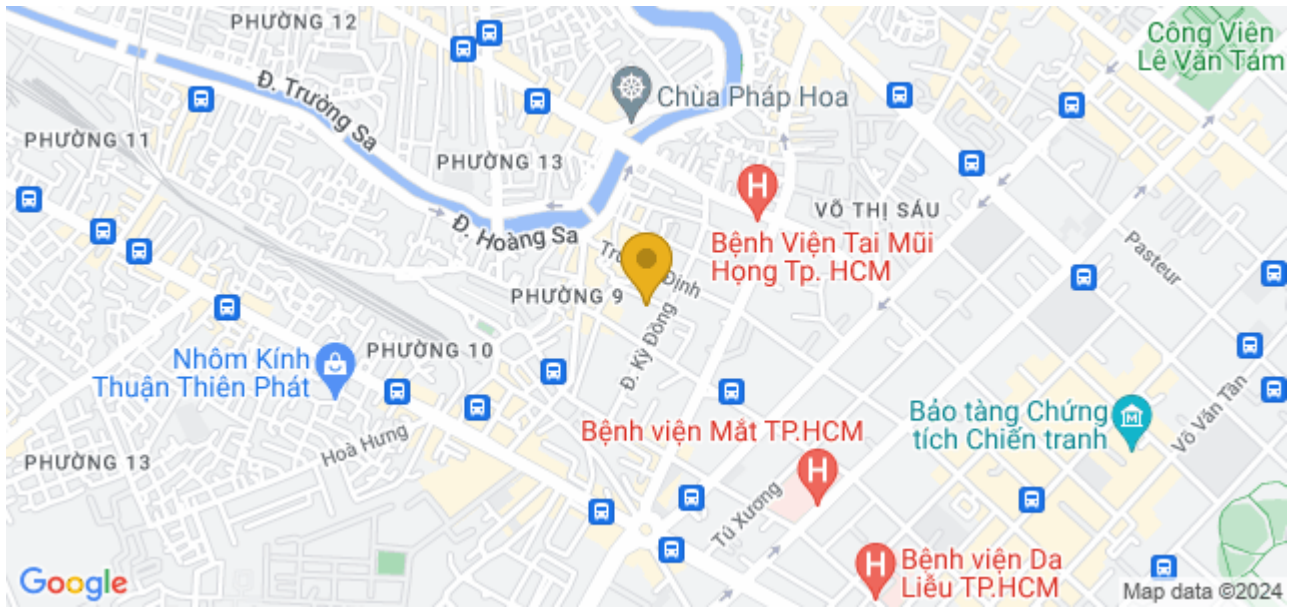 PHƯỜNG 12
Công Viên
Lê Văn Tám
Đ. Trường Sa
Chùa Pháp Hoa
PHƯỜNG 11
PHƯỜNG 13
VÕ THỊ SÁU
Đ. Hoàng Sa
Bệnh Viện Tai Mũi
Họng Tp. HCM
Pasteur
Định
PHƯỜNG 9
Đ. Kỳ Đồng
PHƯỜNG 10
Nhôm Kính
Thuận Thiên Phát
Bệnh viện Mắt TP.HCM
Bảo tàng Chứng
tích Chiến tranh
Võ Văn Tần
Hoà Hưng
PHƯỜNG 13
Tú Xương
Bệnh viện Da
Liễu TP.HCM
Google
Map data ©2024